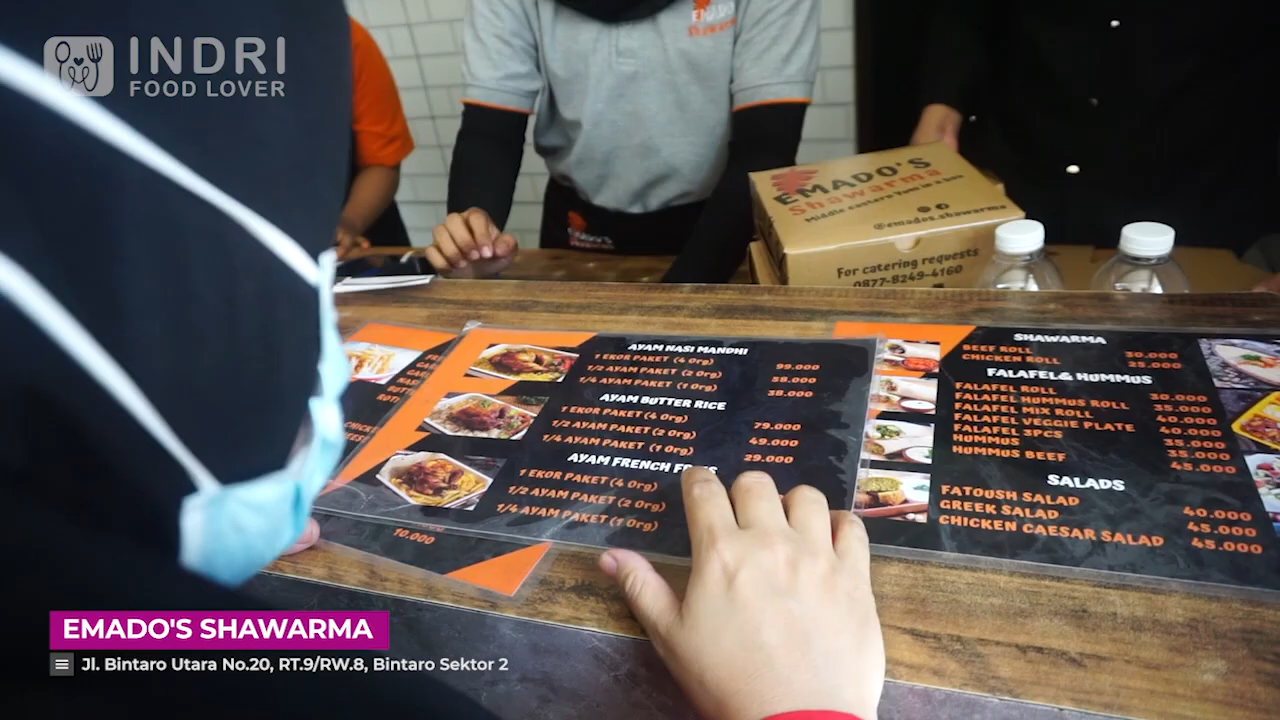 INDRI
FOOD LOVER
EMADO'S
Shawarma
Middle eastern Yum in a box
@emados.shawarma
For catering requests
0877-8249-4160
AYAM NASI MANDHI
1 EKOR PAKET (4 Org) 99.000
1/2 AYAM PAKET (2 Org) 58.000
1/4 AYAM PAKET (1 Org) 38.000
AYAM BUTTER RICE
1 EKOR PAKET (4 Org) 79.000
1/2 AYAM PAKET (2 Org) 49.000
1/4 AYAM PAKET (1 Org) 29.000
AYAM FRENCH
1 EKOR PAKET (4 Org)
1/2 AYAM PAKET (2 Org)
1/4 AYAM PAKET (1 Org)
10.000
SHAWARMA
BEEF ROLL 30.000
CHICKEN ROLL 25.000
FALAFEL & HUMMUS
FALAFEL ROLL 30.000
FALAFEL HUMMUS ROLL 35.000
FALAFEL MIX ROLL 40.000
FALAFEL VEGGIE PLATE 40.000
FALAFEL 3PCS 35.000
HUMMUS 35.000
HUMMUS BEEF 45.000
SALADS
FATOUSH SALAD 40.000
GREEK SALAD 45.000
CHICKEN CAESAR SALAD 45.000
EMADO'S SHAWARMA
Jl. Bintaro Utara No.20, RT.9/RW.8, Bintaro Sektor 2